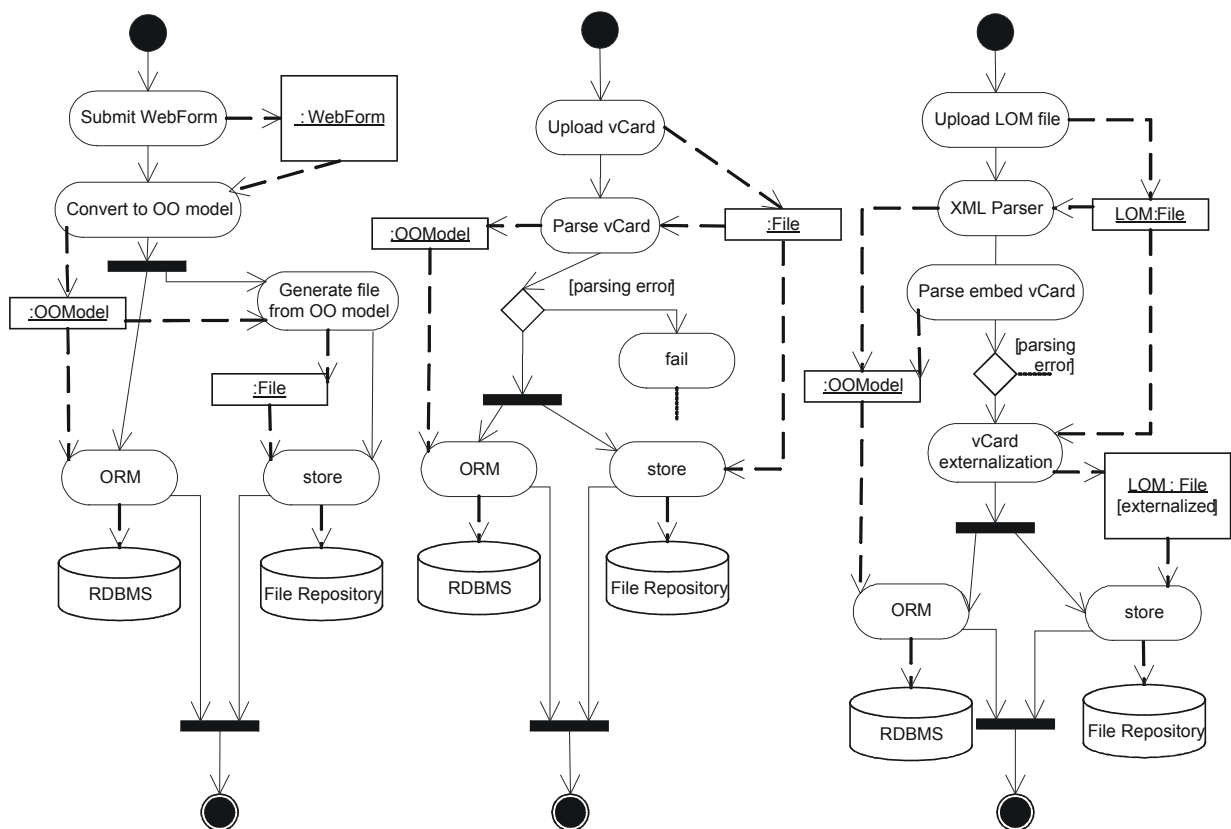 Submit WebForm
: WebForm
Convert to OO model
:OOModel
Generate file
from OO model
:File
ORM
store
RDBMS
File Repository
Upload vCard
:File
Parse vCard
:OOModel
[parsing error]
fail
ORM
store
RDBMS
File Repository
Upload LOM file
XML Parser
LOM:File
Parse embed vCard
[parsing
error]
:OOModel
vCard
externalization
LOM : File
[externalized]
ORM
store
RDBMS
File Repository